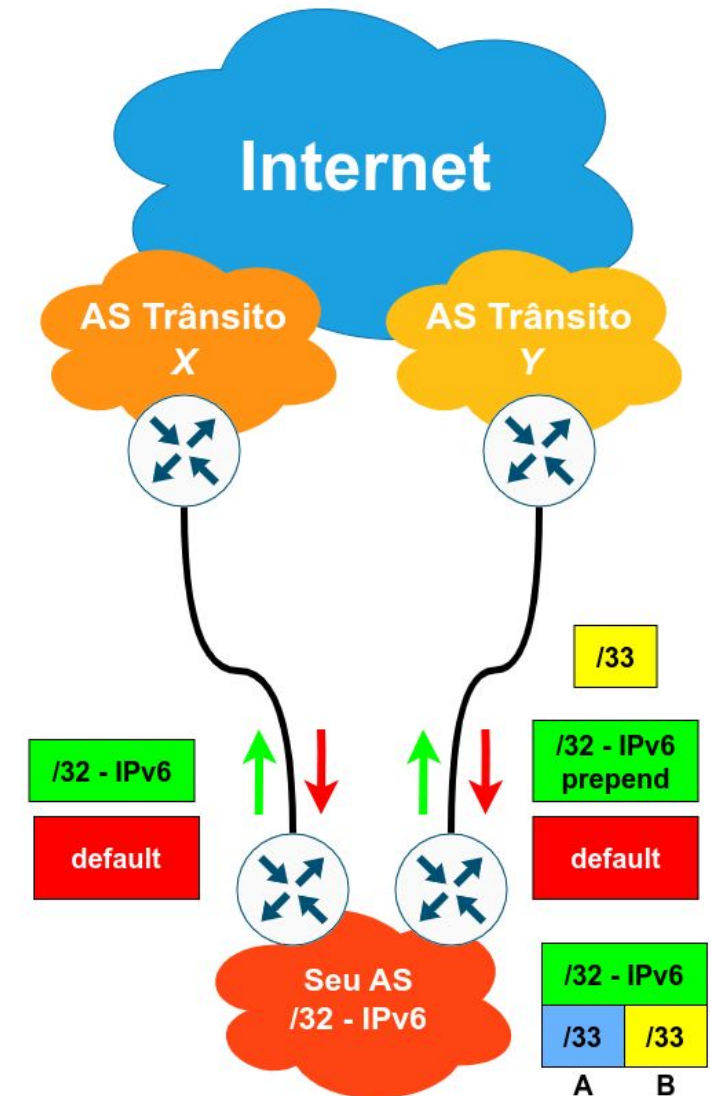 Internet
AS Trânsito
X
AS Trânsito
Y
/33
/32 - IPv6
/32 - IPv6
prepend
default
default
Seu AS
/32 - IPv6
/32 - IPv6
/33
/33
A
B